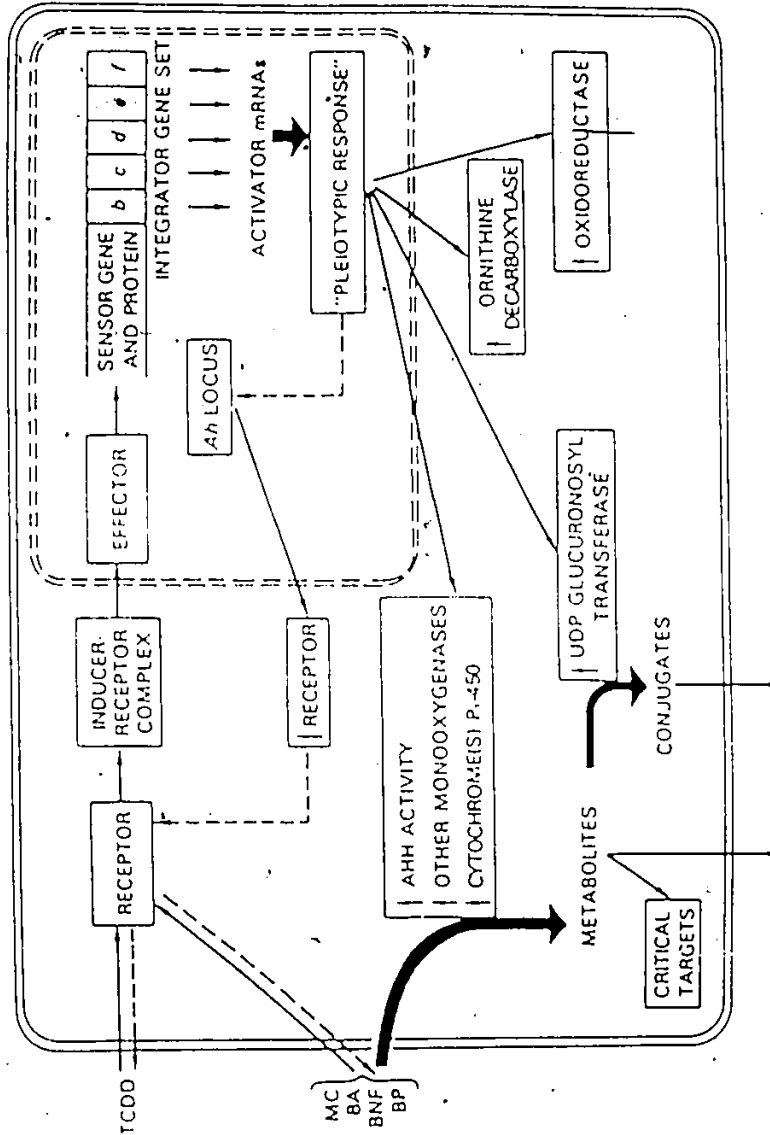 TCDD
MC
BA
BNF
BP
RECEPTOR
INDUCER-
RECEPTOR
COMPLEX
EFFECTOR
SENSOR GENE
AND PROTEIN
b c d e f
INTEGRATOR GENE SET
ACTIVATOR mRNAs
"PLEIOTYPIC RESPONSE"
Ah LOCUS
RECEPTOR
AHH ACTIVITY
OTHER MONOOXYGENASES
CYTOCHROME(S) P-450
UDP GLUCURONOSYL
TRANSFERASE
ORNITHINE
DECARBOXYLASE
OXIDOREDUCTASE
METABOLITES
CONJUGATES
CRITICAL
TARGETS